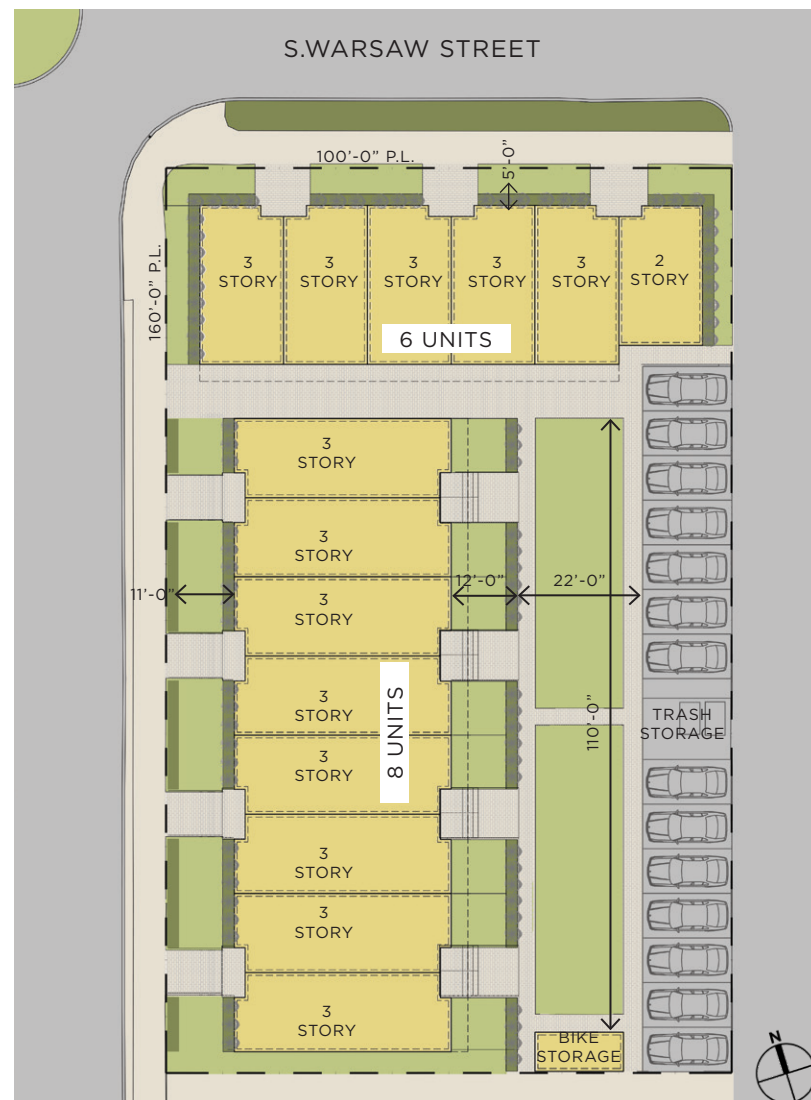 S.WARSAW STREET
100'-0" P.L.
5'-0"
160'-0" P.L.
3
STORY
3
STORY
3
STORY
3
STORY
3
STORY
2
STORY
6 UNITS
3
STORY
3
STORY
3
STORY
3
STORY
3
STORY
3
STORY
3
STORY
3
STORY
8 UNITS
11'-0"
12'-0"
22'-0"
110'-0"
TRASH
STORAGE
BIKE
STORAGE
N